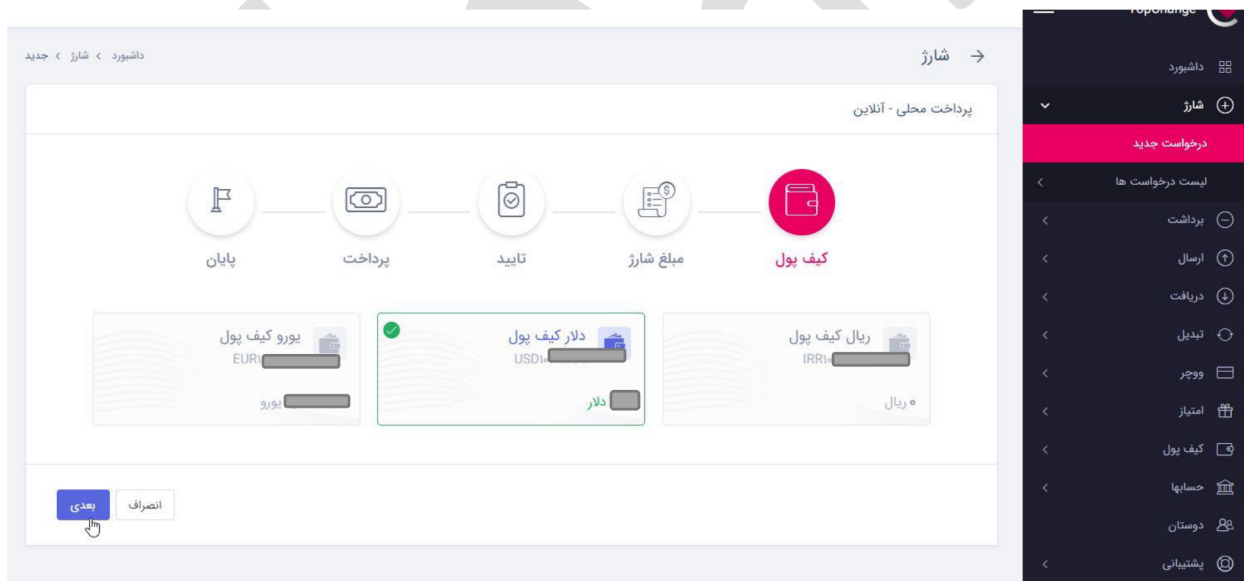 TopChange
داشبورد
شارژ
درخواست جدید
لیست درخواست ها
برداشت
ارسال
دریافت
تبدیل
ووچر
امتیاز
کیف پول
حسابها
دوستان
پشتیبانی
شارژ
داشبورد > شارژ > جدید
پرداخت محلی - آنلاین
کیف پول
مبلغ شارژ
تایید
پرداخت
پایان
ریال کیف پول
IRR
۰ ریال
دلار کیف پول
USD
دلار
یورو کیف پول
EUR
یورو
انصراف
بعدی